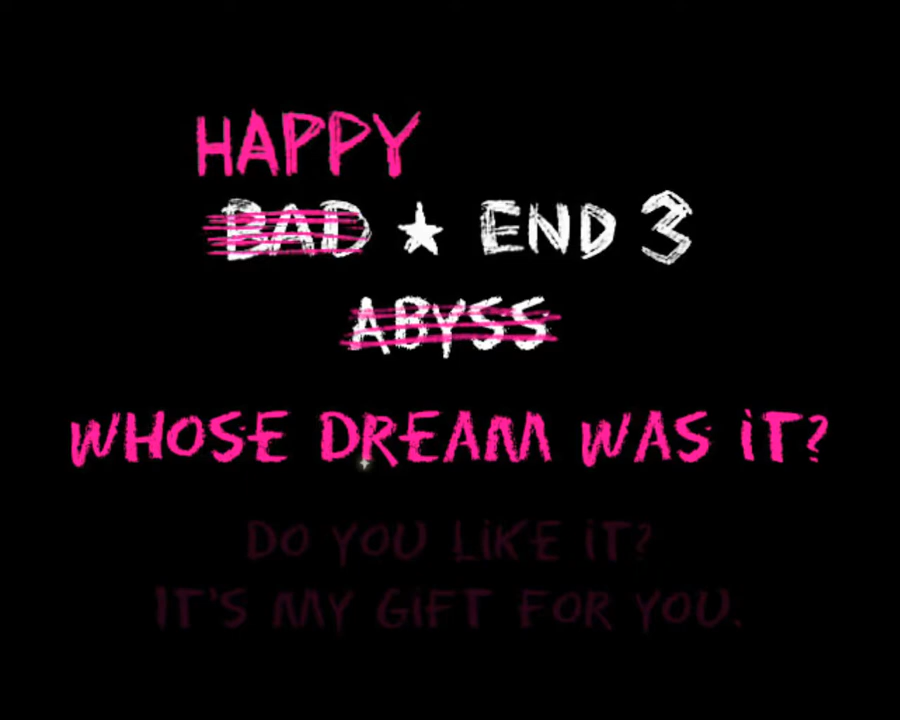 HAPPY
BAD ★ END 3
ABYSS
WHOSE DREAM WAS iT?
DO YOU LiKE iT?
IT'S MY GiFT FOR YOU.